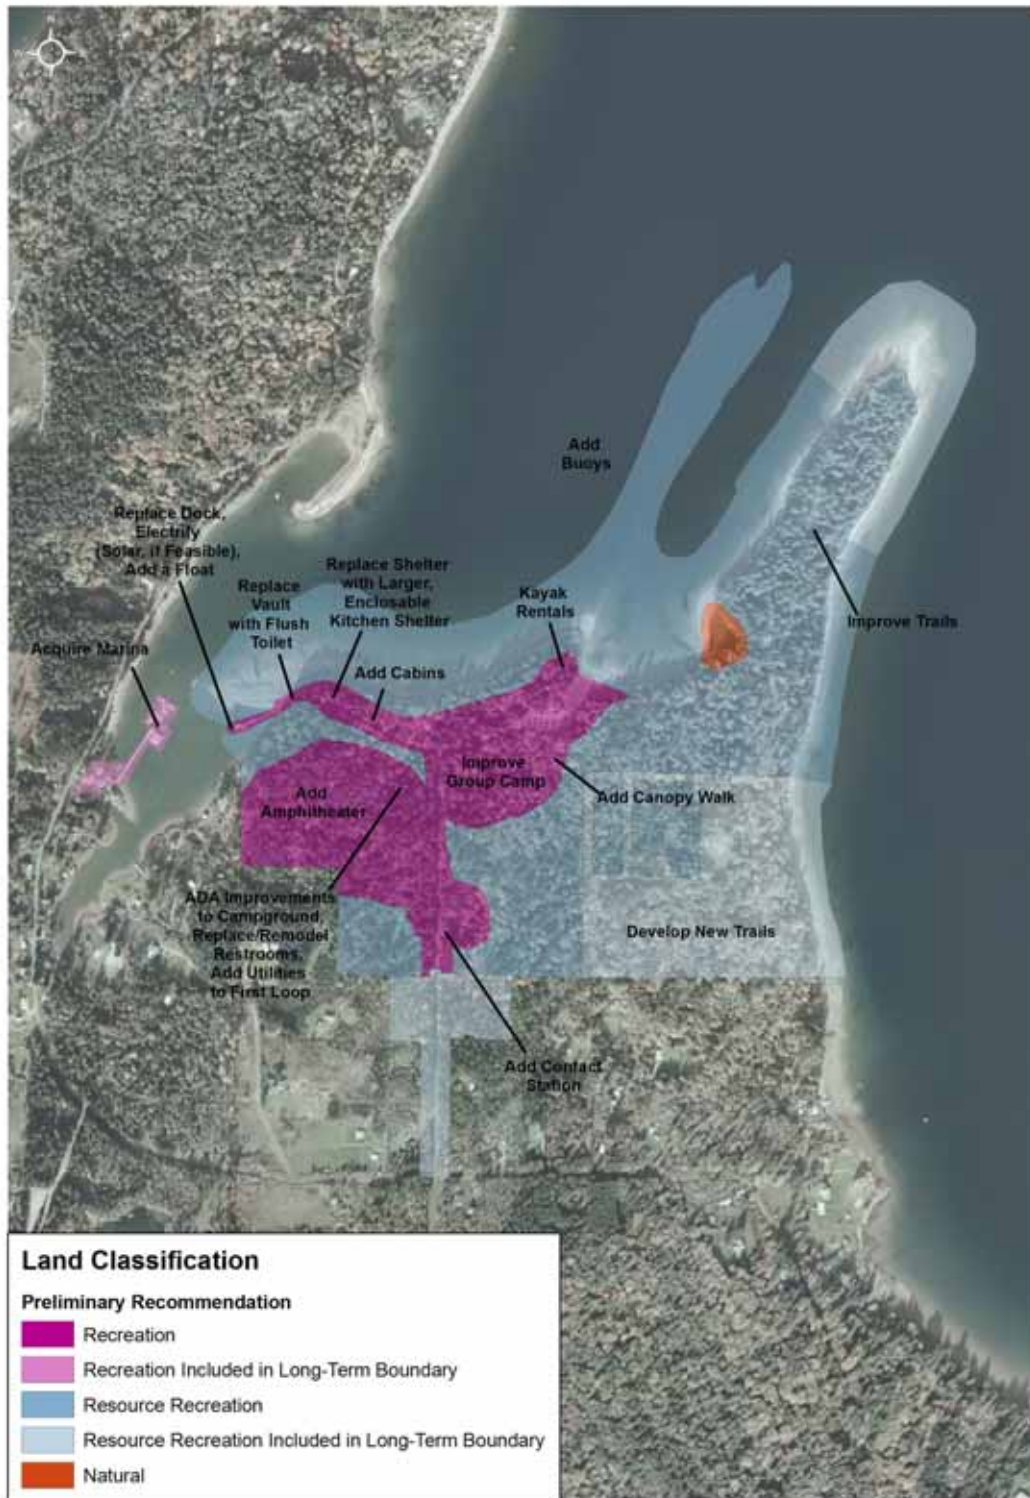 Add
Buoys
Replace Dock,
Electrify
(Solar, if Feasible),
Add a Float
Replace Shelter
with Larger,
Enclosable
Kitchen Shelter
Replace
Vault
with Flush
Toilet
Kayak
Rentals
Improve Trails
Acquire Marina
Add Cabins
Improve
Group Camp
Add
Amphitheater
Add Canopy Walk
ADA Improvements
to Campground,
Replace/Remodel
Restrooms,
Add Utilities
to First Loop
Develop New Trails
Add Contact
Station
Land Classification
Preliminary Recommendation
Recreation
Recreation Included in Long-Term Boundary
Resource Recreation
Resource Recreation Included in Long-Term Boundary
Natural